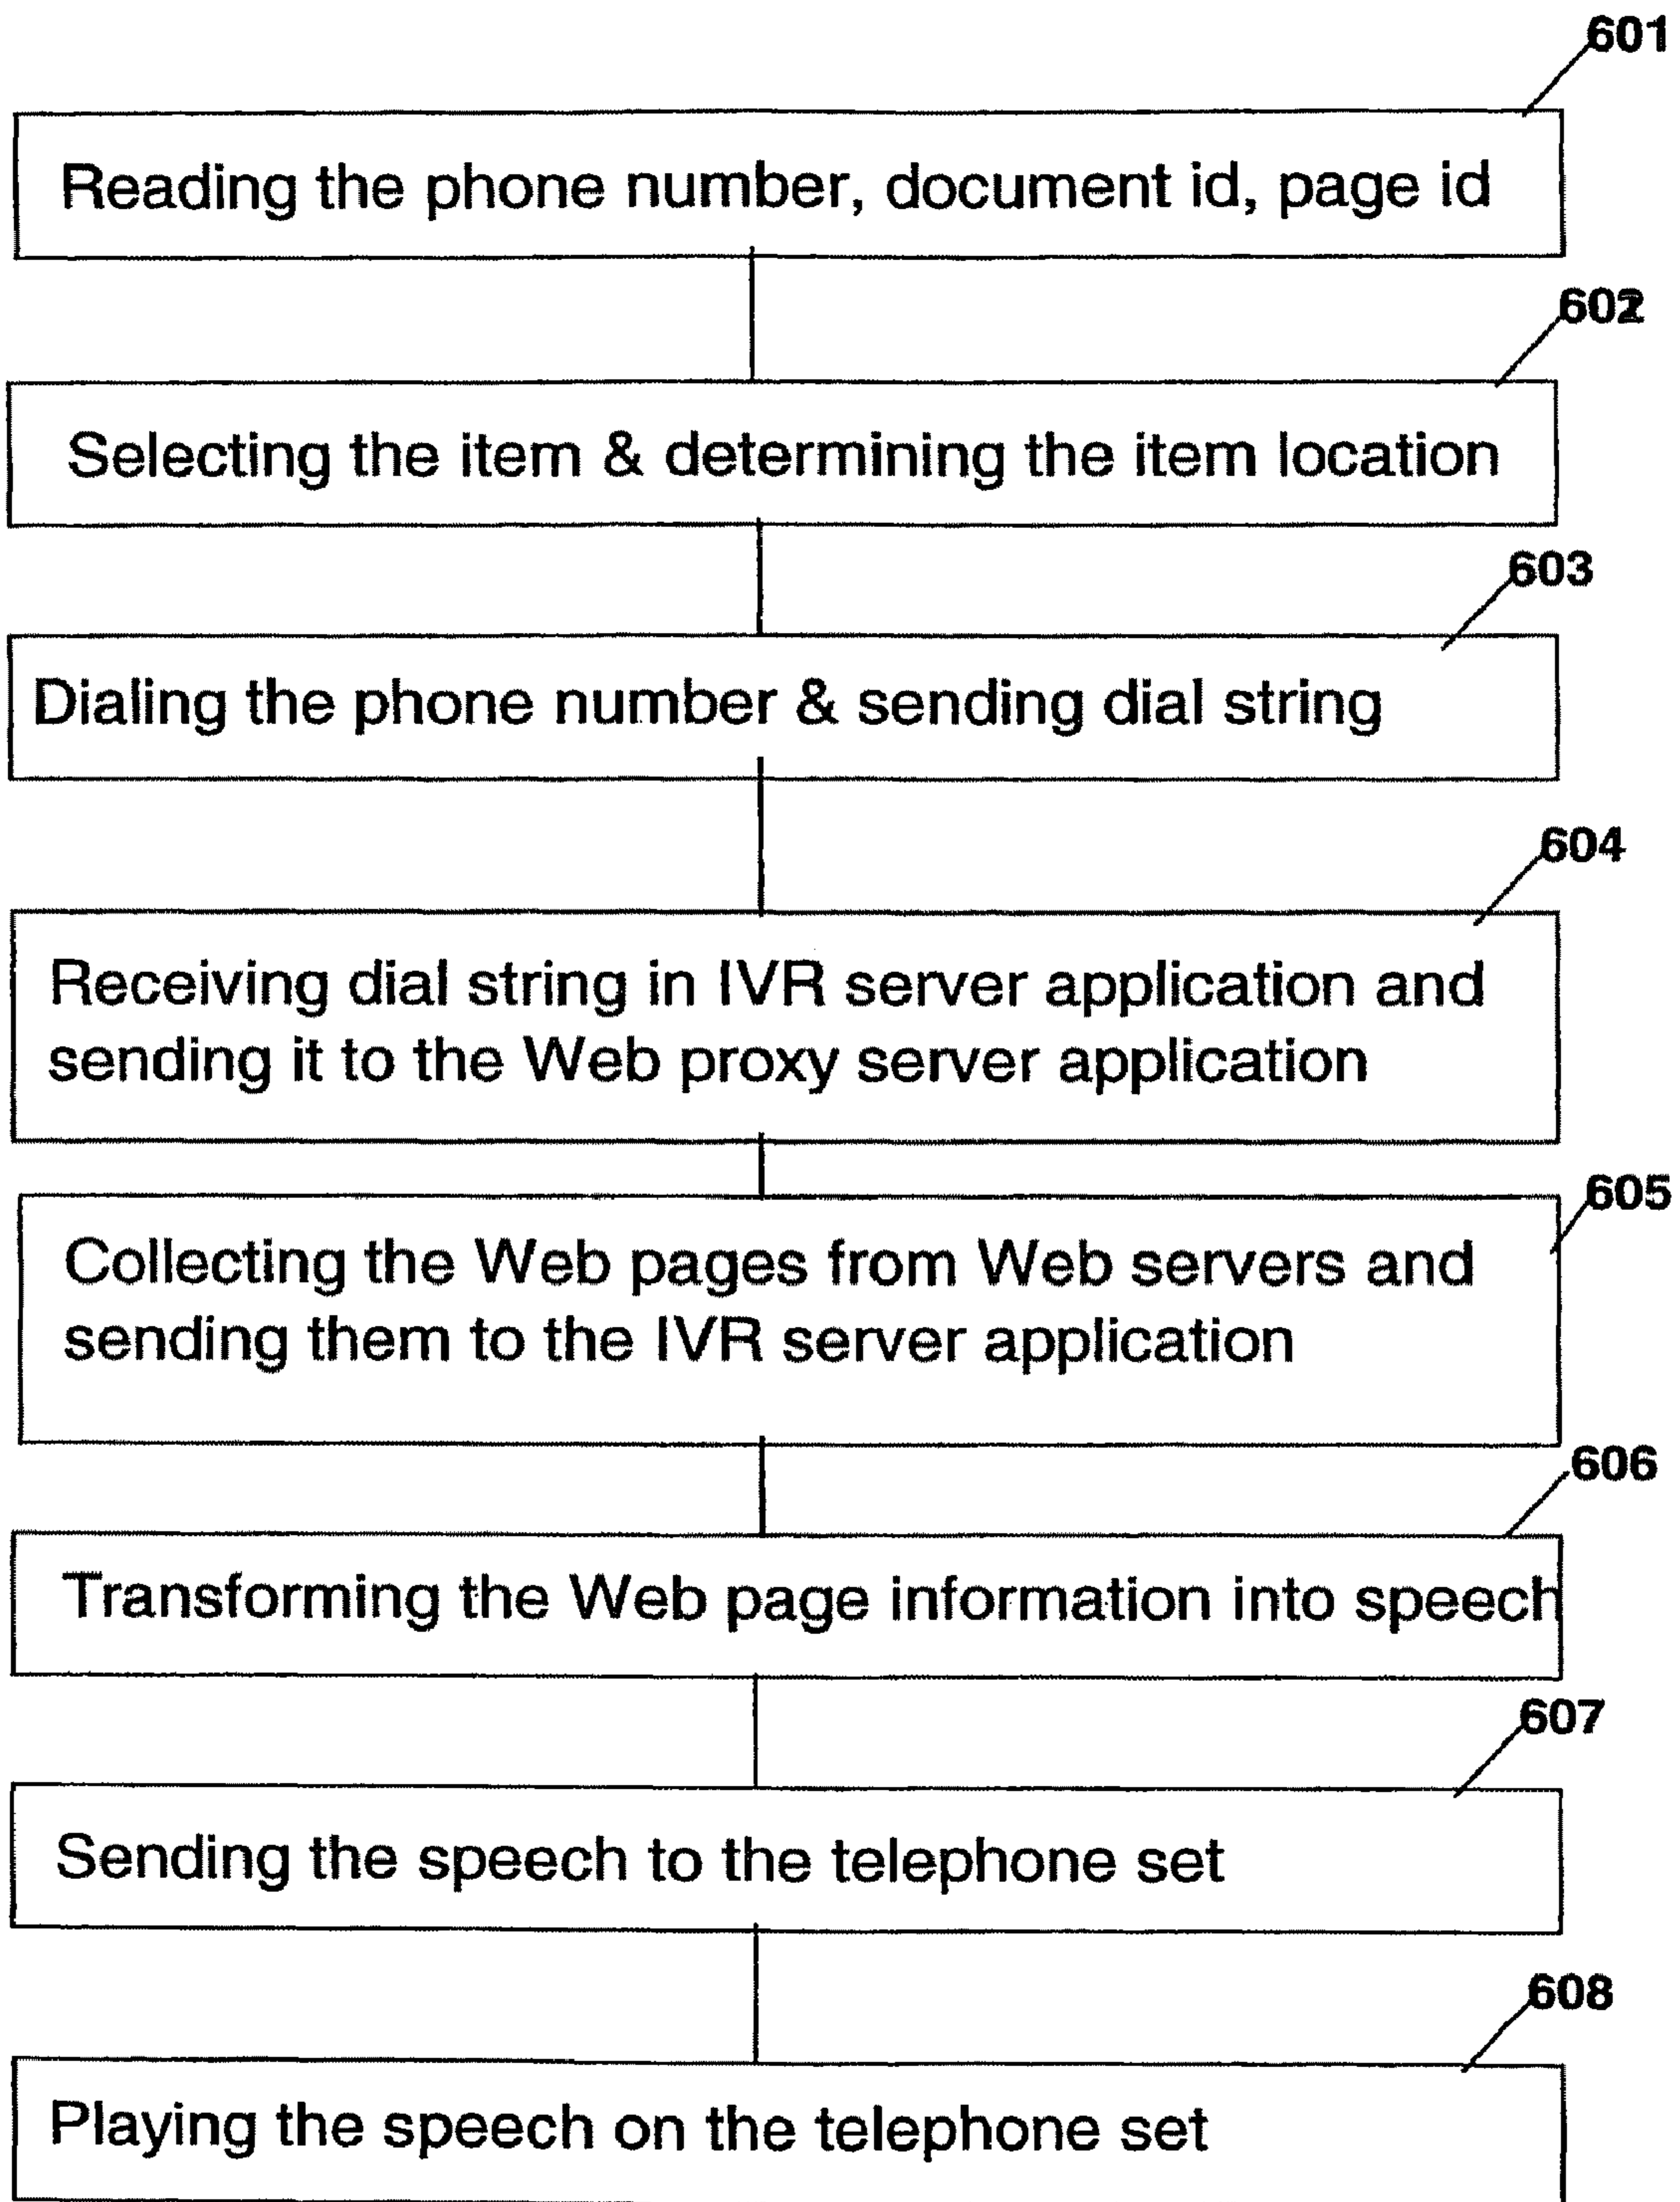 601
Reading the phone number, document id, page id
602
Selecting the item & determining the item location
603
Dialing the phone number & sending dial string
604
Receiving dial string in IVR server application and
sending it to the Web proxy server application
605
Collecting the Web pages from Web servers and
sending them to the IVR server application
606
Transforming the Web page information into speech
607
Sending the speech to the telephone set
608
Playing the speech on the telephone set